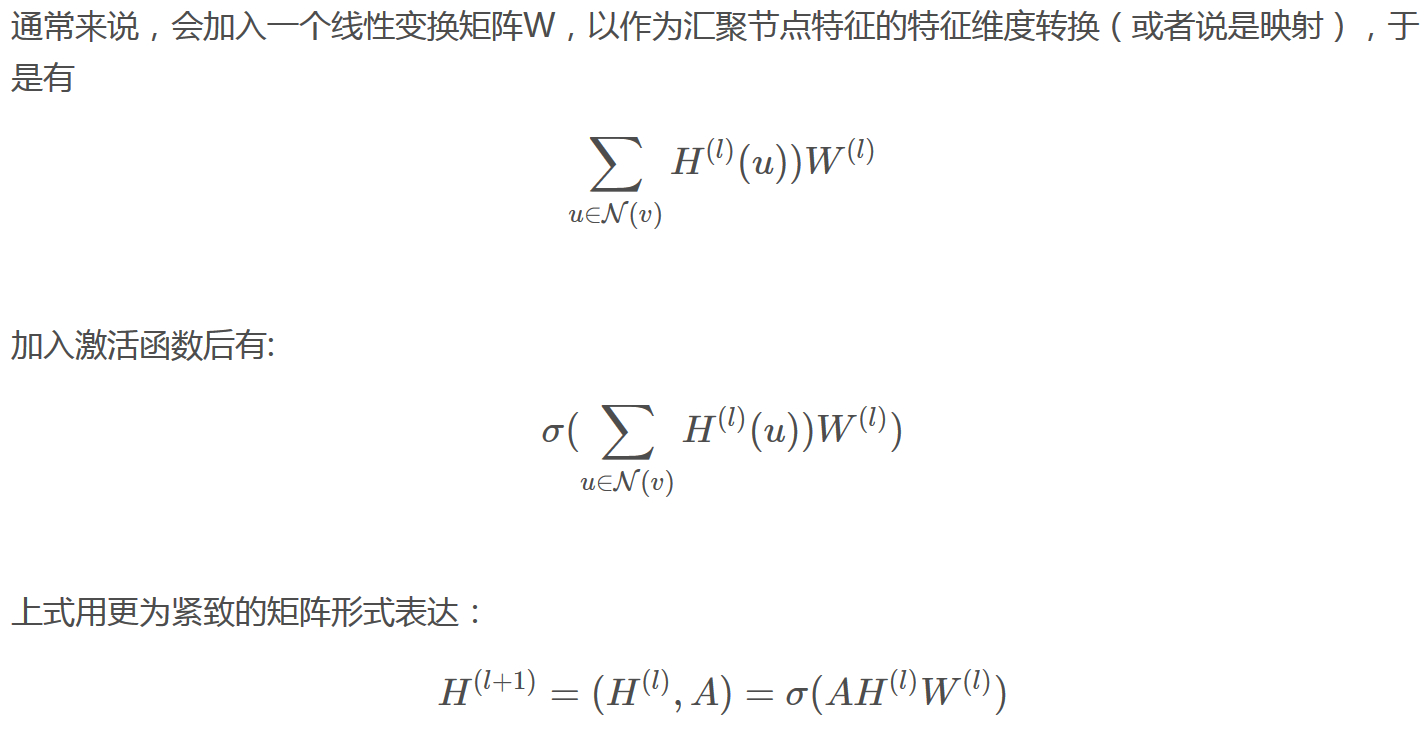 通常来说，会加入一个线性变换矩阵W，以作为汇聚节点特征的特征维度转换（或者说是映射），于
是有
∑_{u∈𝒩(v)} H^{(l)}(u))W^{(l)}
加入激活函数后有:
σ(∑_{u∈𝒩(v)} H^{(l)}(u))W^{(l)})
上式用更为紧致的矩阵形式表达：
H^{(l+1)} = (H^{(l)}, A) = σ(AH^{(l)}W^{(l)})